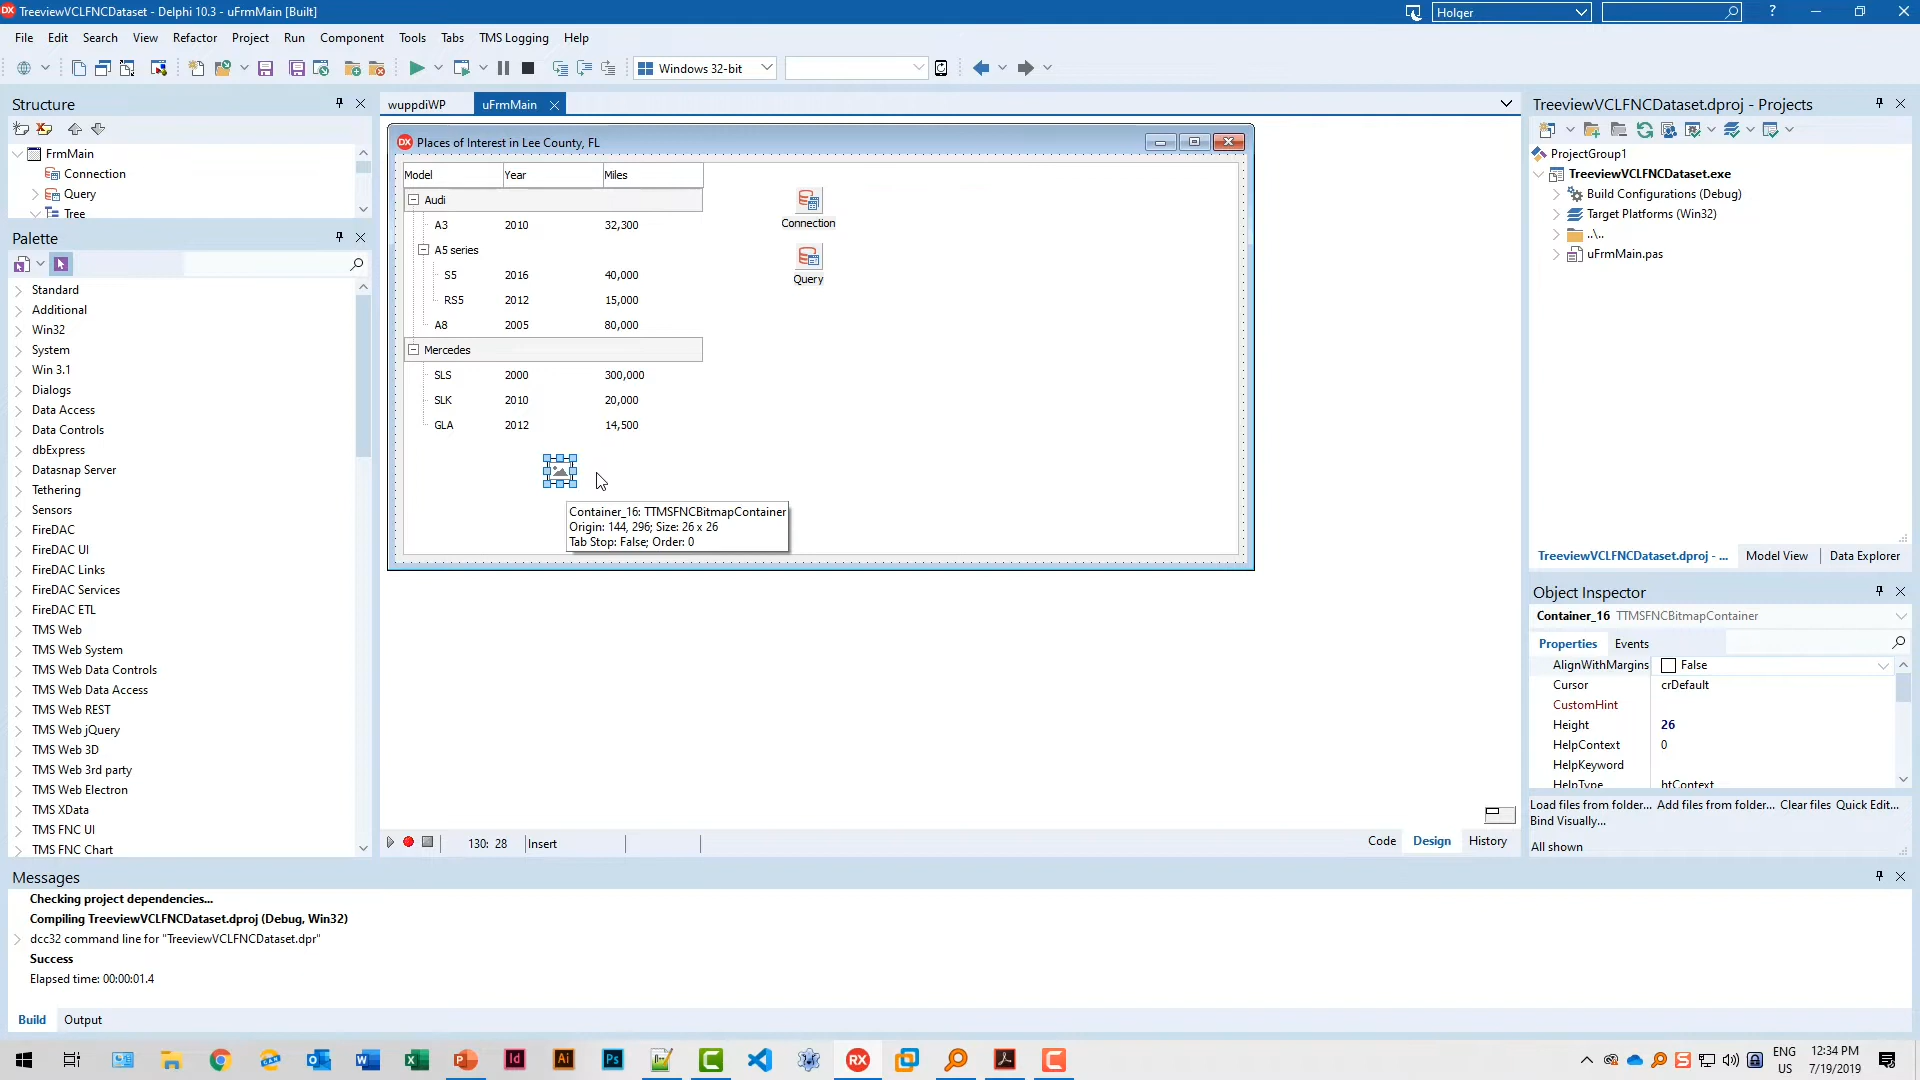 TreeviewVCLFNCDataset - Delphi 10.3 - uFrmMain [Built]
Holger
?
File Edit Search View Refactor Project Run Component Tools Tabs TMS Logging Help
Windows 32-bit
Structure
FrmMain
Connection
Query
Tree
Palette
Standard
Additional
Win32
System
Win 3.1
Dialogs
Data Access
Data Controls
dbExpress
Datasnap Server
Tethering
Sensors
FireDAC
FireDAC UI
FireDAC Links
FireDAC Services
FireDAC ETL
TMS Web
TMS Web System
TMS Web Data Controls
TMS Web Data Access
TMS Web REST
TMS Web jQuery
TMS Web 3D
TMS Web 3rd party
TMS Web Electron
TMS XData
TMS FNC UI
TMS FNC Chart
wuppdiWP uFrmMain
Places of Interest in Lee County, FL
Model Year Miles
Audi
A3 2010 32,300
A5 series
S5 2016 40,000
RS5 2012 15,000
A8 2005 80,000
Mercedes
SLS 2000 300,000
SLK 2010 20,000
GLA 2012 14,500
Connection
Query
Container_16: TTMSFNCBitmapContainer
Origin: 144, 296; Size: 26 x 26
Tab Stop: False; Order: 0
130: 28 Insert
Code Design History
TreeviewVCLFNCDataset.dproj - Projects
ProjectGroup1
TreeviewVCLFNCDataset.exe
Build Configurations (Debug)
Target Platforms (Win32)
..\..
uFrmMain.pas
TreeviewVCLFNCDataset.dproj - ... Model View Data Explorer
Object Inspector
Container_16 TTMSFNCBitmapContainer
Properties Events
AlignWithMargins False
Cursor crDefault
CustomHint
Height 26
HelpContext 0
HelpKeyword
HelpType htContext
Load files from folder... Add files from folder... Clear files Quick Edit...
Bind Visually...
All shown
Messages
Checking project dependencies...
Compiling TreeviewVCLFNCDataset.dproj (Debug, Win32)
dcc32 command line for "TreeviewVCLFNCDataset.dpr"
Success
Elapsed time: 00:00:01.4
Build Output
ENG
US
12:34 PM
7/19/2019